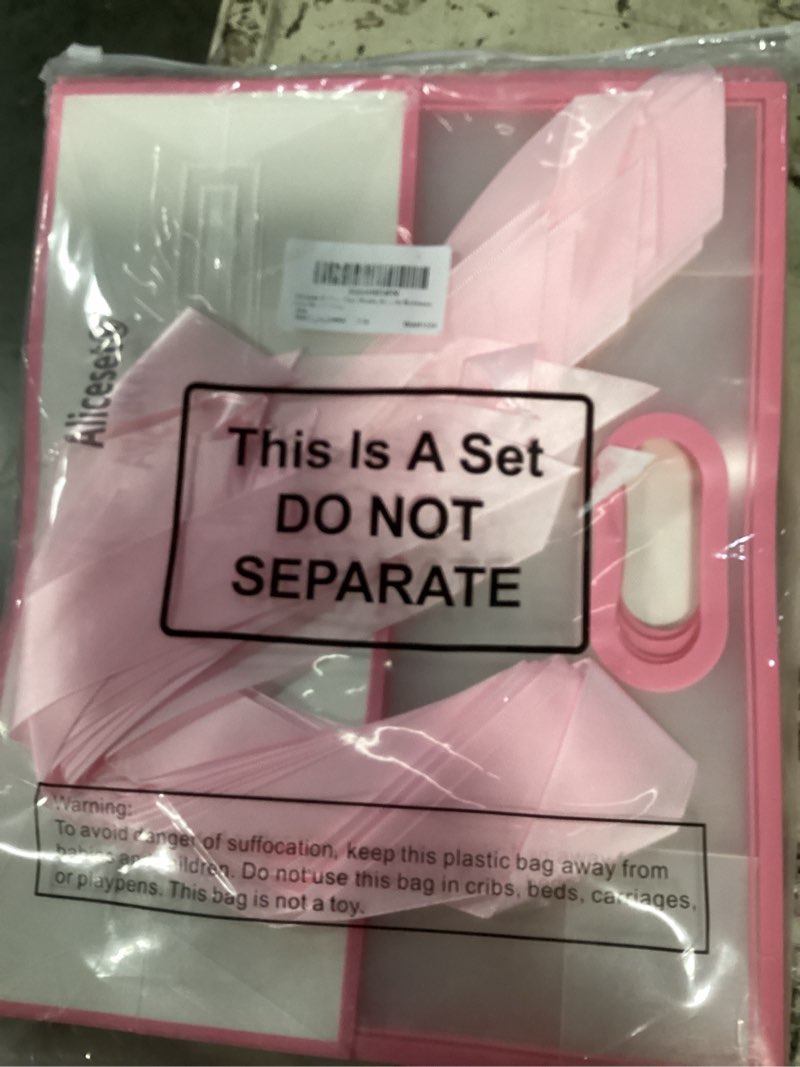 Alicesets
This Is A Set
DO NOT
SEPARATE
Warning:
To avoid danger of suffocation, keep this plastic bag away from
babies and children. Do not use this bag in cribs, beds, carriages,
or playpens. This bag is not a toy.